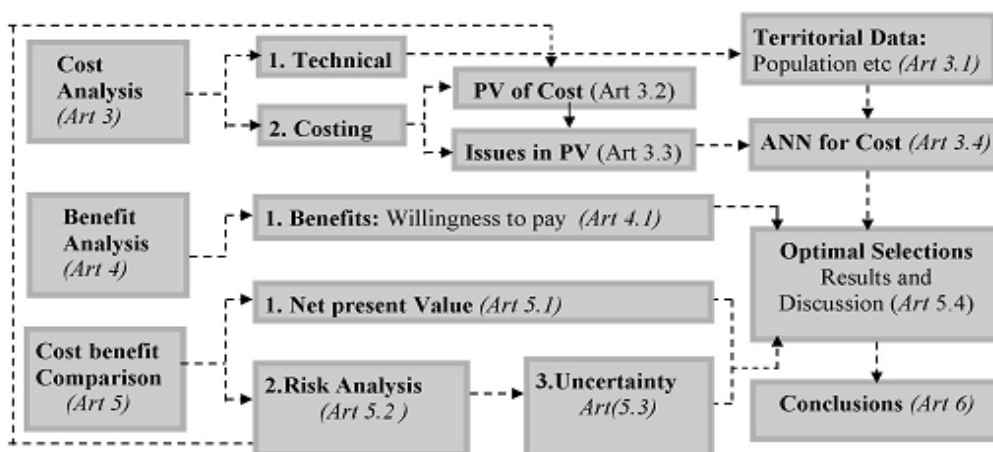 Cost
Analysis
(Art 3)
1. Technical
2. Costing
PV of Cost (Art 3.2)
Issues in PV (Art 3.3)
Territorial Data:
Population etc (Art 3.1)
ANN for Cost (Art 3.4)
Benefit
Analysis
(Art 4)
1. Benefits: Willingness to pay (Art 4.1)
Optimal Selections
Results and
Discussion (Art 5.4)
Cost benefit
Comparison
(Art 5)
1. Net present Value (Art 5.1)
2.Risk Analysis
(Art 5.2 )
3.Uncertainty
Art(5.3)
Conclusions (Art 6)